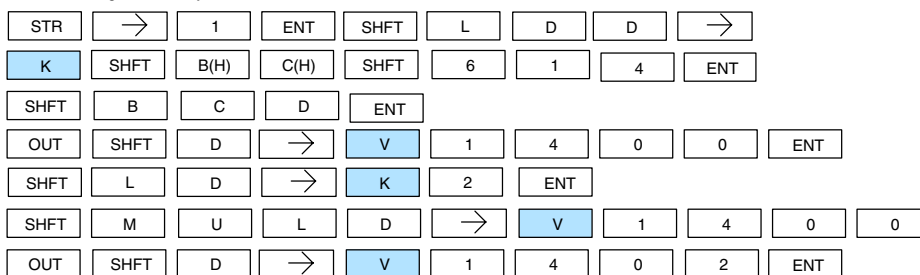 STR → 1 ENT SHFT L D D →
K SHFT B(H) C(H) SHFT 6 1 4 ENT
SHFT B C D ENT
OUT SHFT D → V 1 4 0 0 ENT
SHFT L D → K 2 ENT
SHFT M U L D → V 1 4 0 0
OUT SHFT D → V 1 4 0 2 ENT